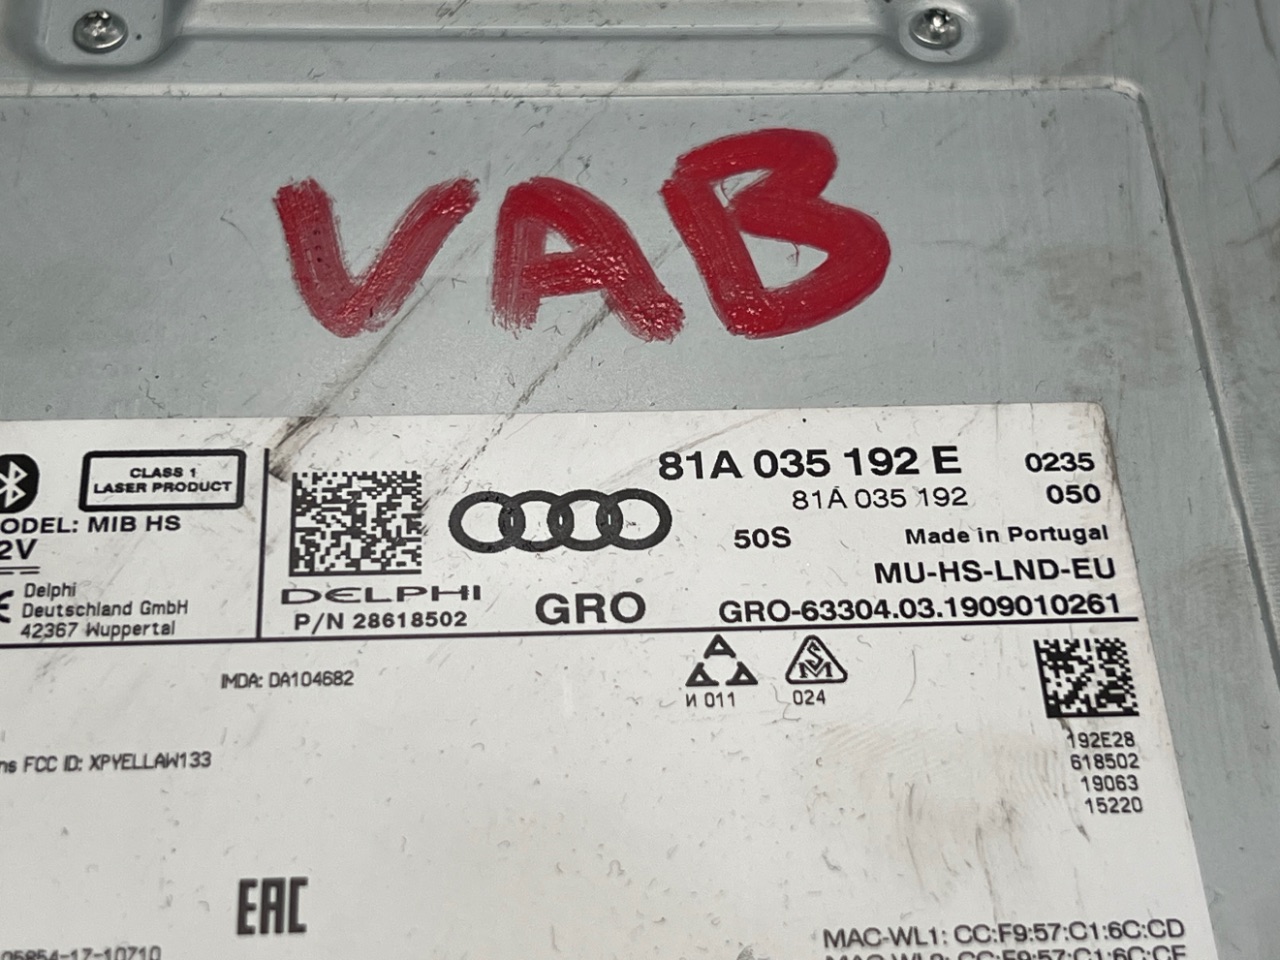 VAB
CLASS 1
LASER PRODUCT
ODEL: MIB HS
2V
Delphi
Deutschland GmbH
42367 Wuppertal
DELPHI
P/N 28618502
GRO
81A 035 192 E 0235
81A 035 192 050
50S Made in Portugal
MU-HS-LND-EU
GRO-63304.03.1909010261
IMDA: DA104682
И 011
SM
024
ns FCC ID: XPYELLAW133
192E28
618502
19063
15220
EAC
MAC-WL1: CC:F9:57:C1:6C:CD